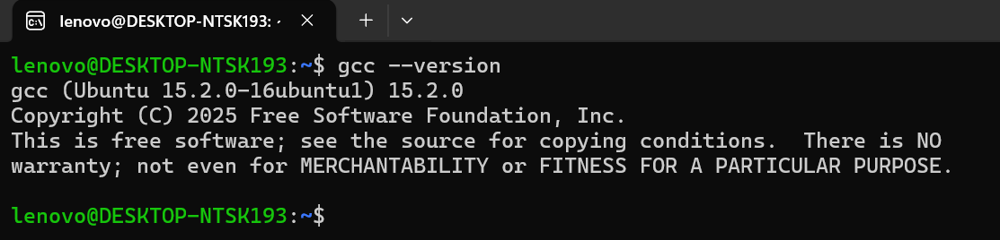 lenovo@DESKTOP-NTSK193: ~
lenovo@DESKTOP-NTSK193:~$ gcc --version
gcc (Ubuntu 15.2.0-16ubuntu1) 15.2.0
Copyright (C) 2025 Free Software Foundation, Inc.
This is free software; see the source for copying conditions.  There is NO
warranty; not even for MERCHANTABILITY or FITNESS FOR A PARTICULAR PURPOSE.
lenovo@DESKTOP-NTSK193:~$